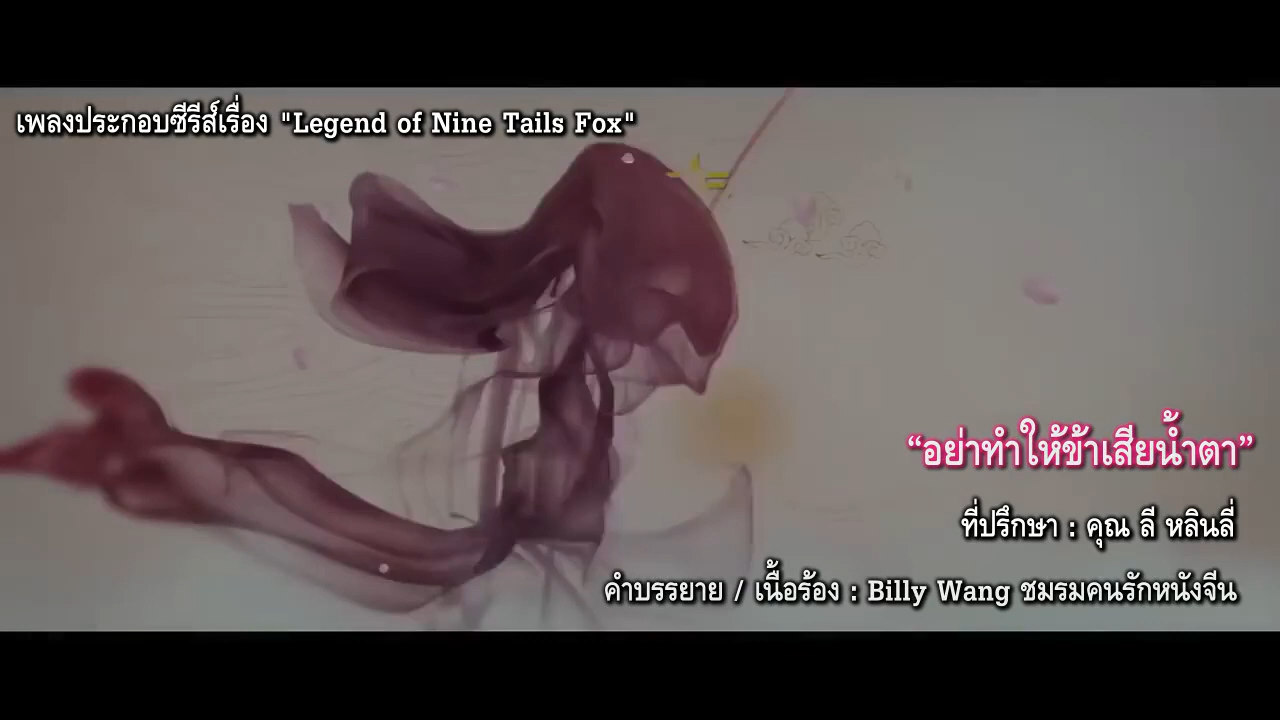 เพลงประกอบซีรีส์เรื่อง "Legend of Nine Tails Fox"
“อย่าทำให้ข้าเสียน้ำตา”
ที่ปรึกษา : คุณ ลี หลินลี่
คำบรรยาย / เนื้อร้อง : Billy Wang ชมรมคนรักหนังจีน